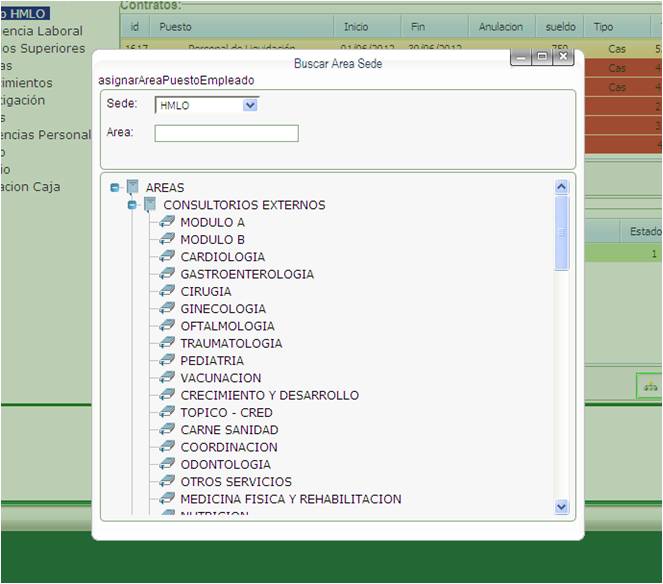 HMLO
encia Laboral
os Superiores
as
cimientos
igación
s
encias Personal
o
io
acion Caja
Contratos:
id Puesto Inicio Fin Anulacion sueldo Tipo
1617 Personal de Liquidación 01/06/2012 30/06/2012 750 Cas 5
Cas 4
Cas 4
2
3
4
Estado
1
Buscar Area Sede
asignarAreaPuestoEmpleado
Sede: HMLO
Area:
AREAS
CONSULTORIOS EXTERNOS
MODULO A
MODULO B
CARDIOLOGIA
GASTROENTEROLOGIA
CIRUGIA
GINECOLOGIA
OFTALMOLOGIA
TRAUMATOLOGIA
PEDIATRIA
VACUNACION
CRECIMIENTO Y DESARROLLO
TOPICO - CRED
CARNE SANIDAD
COORDINACION
ODONTOLOGIA
OTROS SERVICIOS
MEDICINA FISICA Y REHABILITACION
NUTRICION